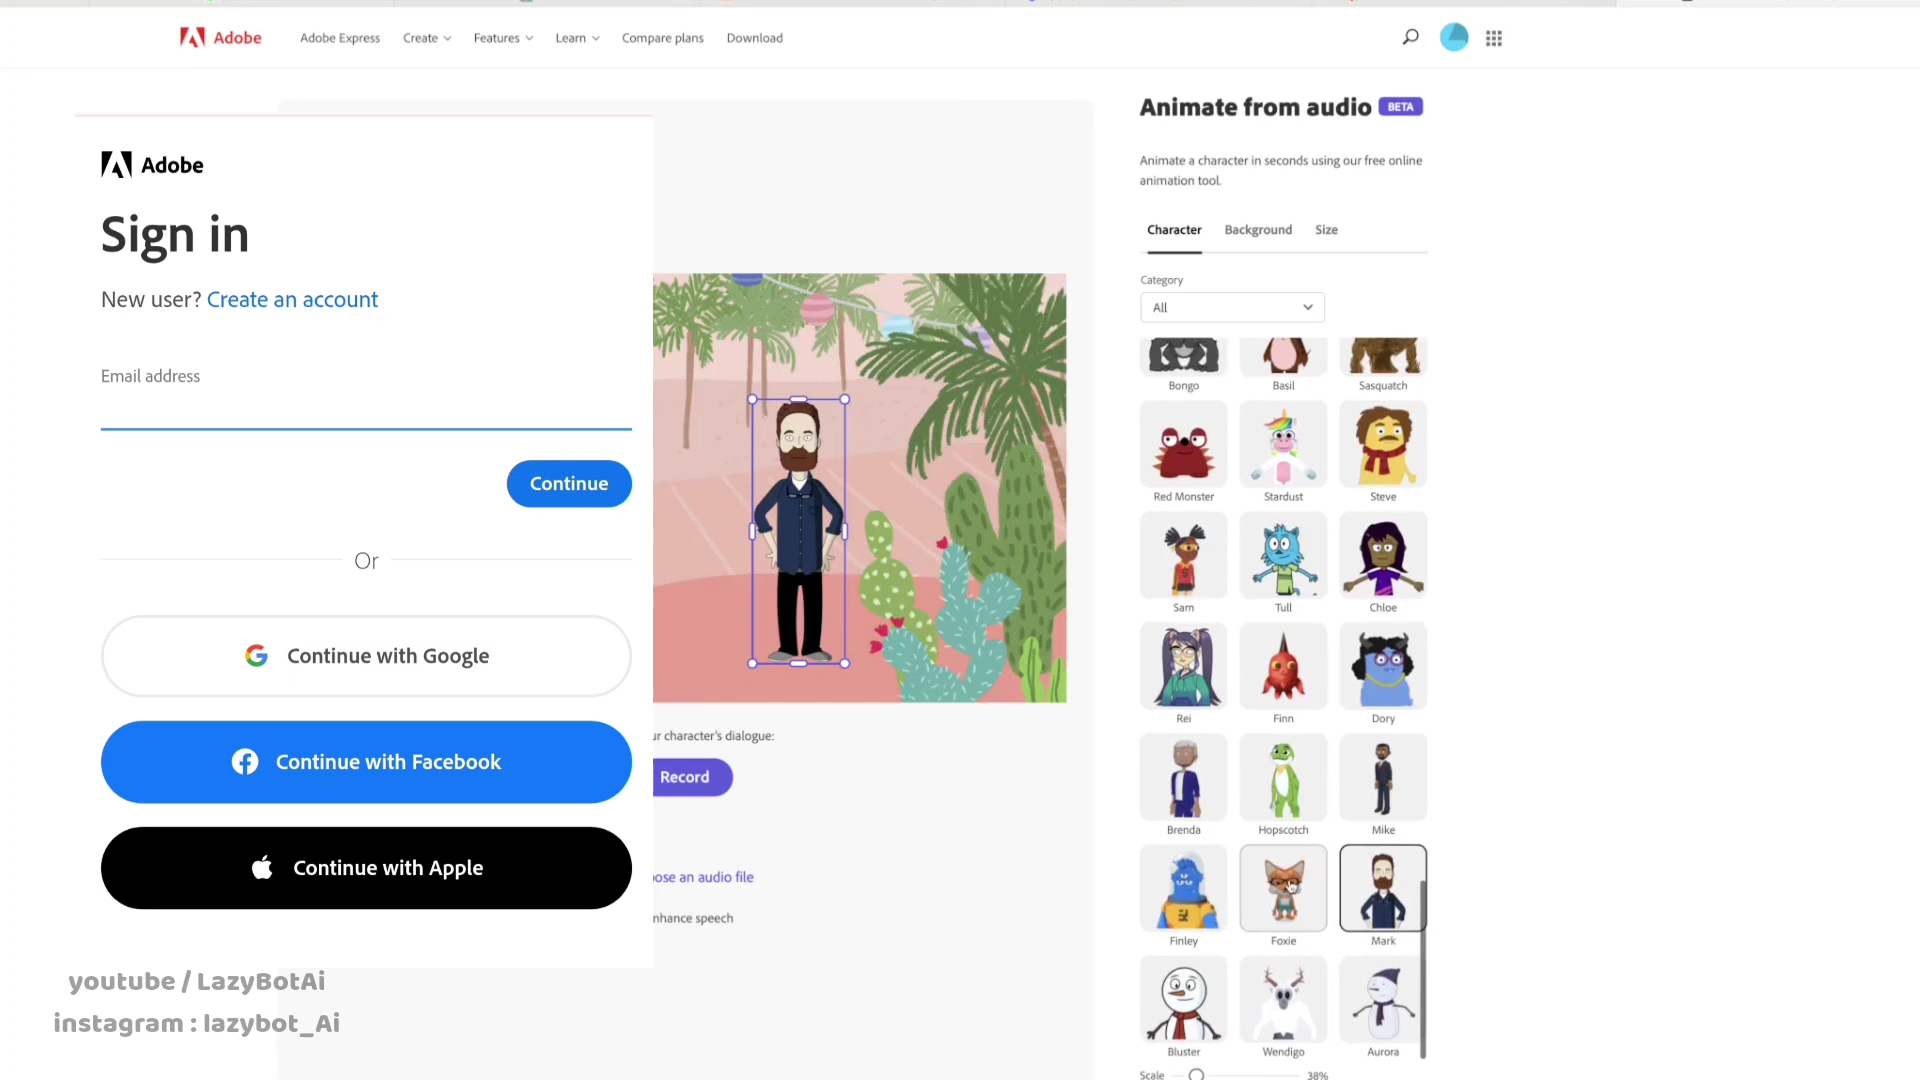 Adobe
Adobe Express
Create
Features
Learn
Compare plans
Download
Adobe
Sign in
New user? Create an account
Email address
Continue
Or
Continue with Google
Continue with Facebook
Continue with Apple
ur character's dialogue:
Record
ose an audio file
nhance speech
Animate from audio BETA
Animate a character in seconds using our free online
animation tool.
Character
Background
Size
Category
All
Bongo
Basil
Sasquatch
Red Monster
Stardust
Steve
Sam
Tull
Chloe
Rei
Finn
Dory
Brenda
Hopscotch
Mike
Finley
Foxie
Mark
Bluster
Wendigo
Aurora
Scale
38%
youtube / LazyBotAi
instagram : lazybot_Ai